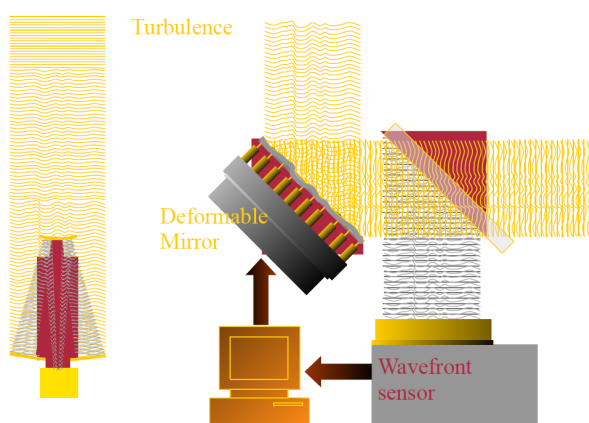 Turbulence
Deformable
Mirror
Wavefront
sensor